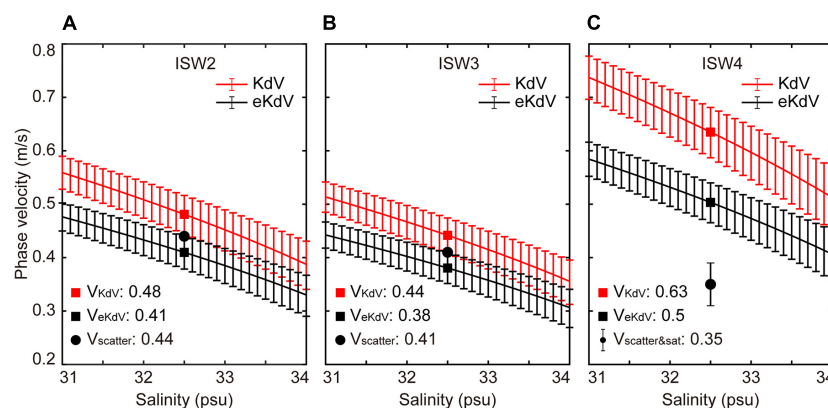 A
B
C
ISW2
KdV
eKdV
ISW3
KdV
eKdV
ISW4
KdV
eKdV
Phase velocity (m/s)
0.8
0.7
0.6
0.5
0.4
0.3
0.2
VKdV: 0.48
VeKdV: 0.41
Vscatter: 0.44
VKdV: 0.44
VeKdV: 0.38
Vscatter: 0.41
VKdV: 0.63
VeKdV: 0.5
Vscatter&sat: 0.35
31 32 33 34
31 32 33 34
31 32 33 34
Salinity (psu)
Salinity (psu)
Salinity (psu)